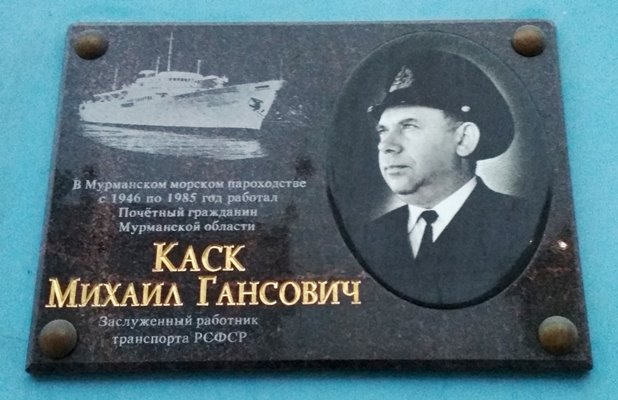 В Мурманском морском пароходстве
с 1946 по 1985 год работал
Почётный гражданин
Мурманской области
КАСК
МИХАИЛ ГАНСОВИЧ
Заслуженный работник
транспорта РСФСР